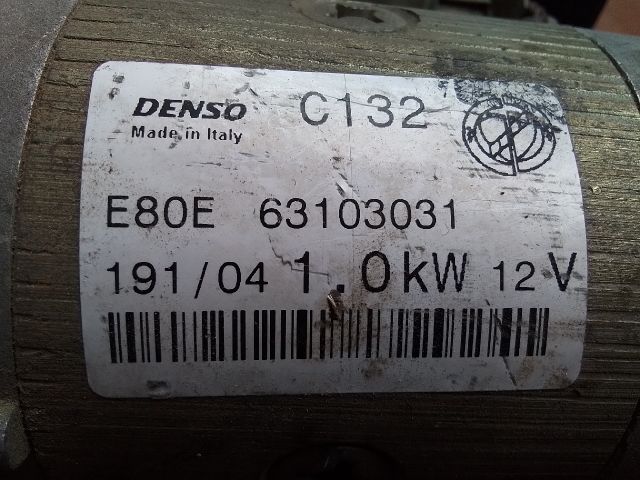 DENSO C132
Made in Italy
E80E 63103031
191/04 1.0kW 12V